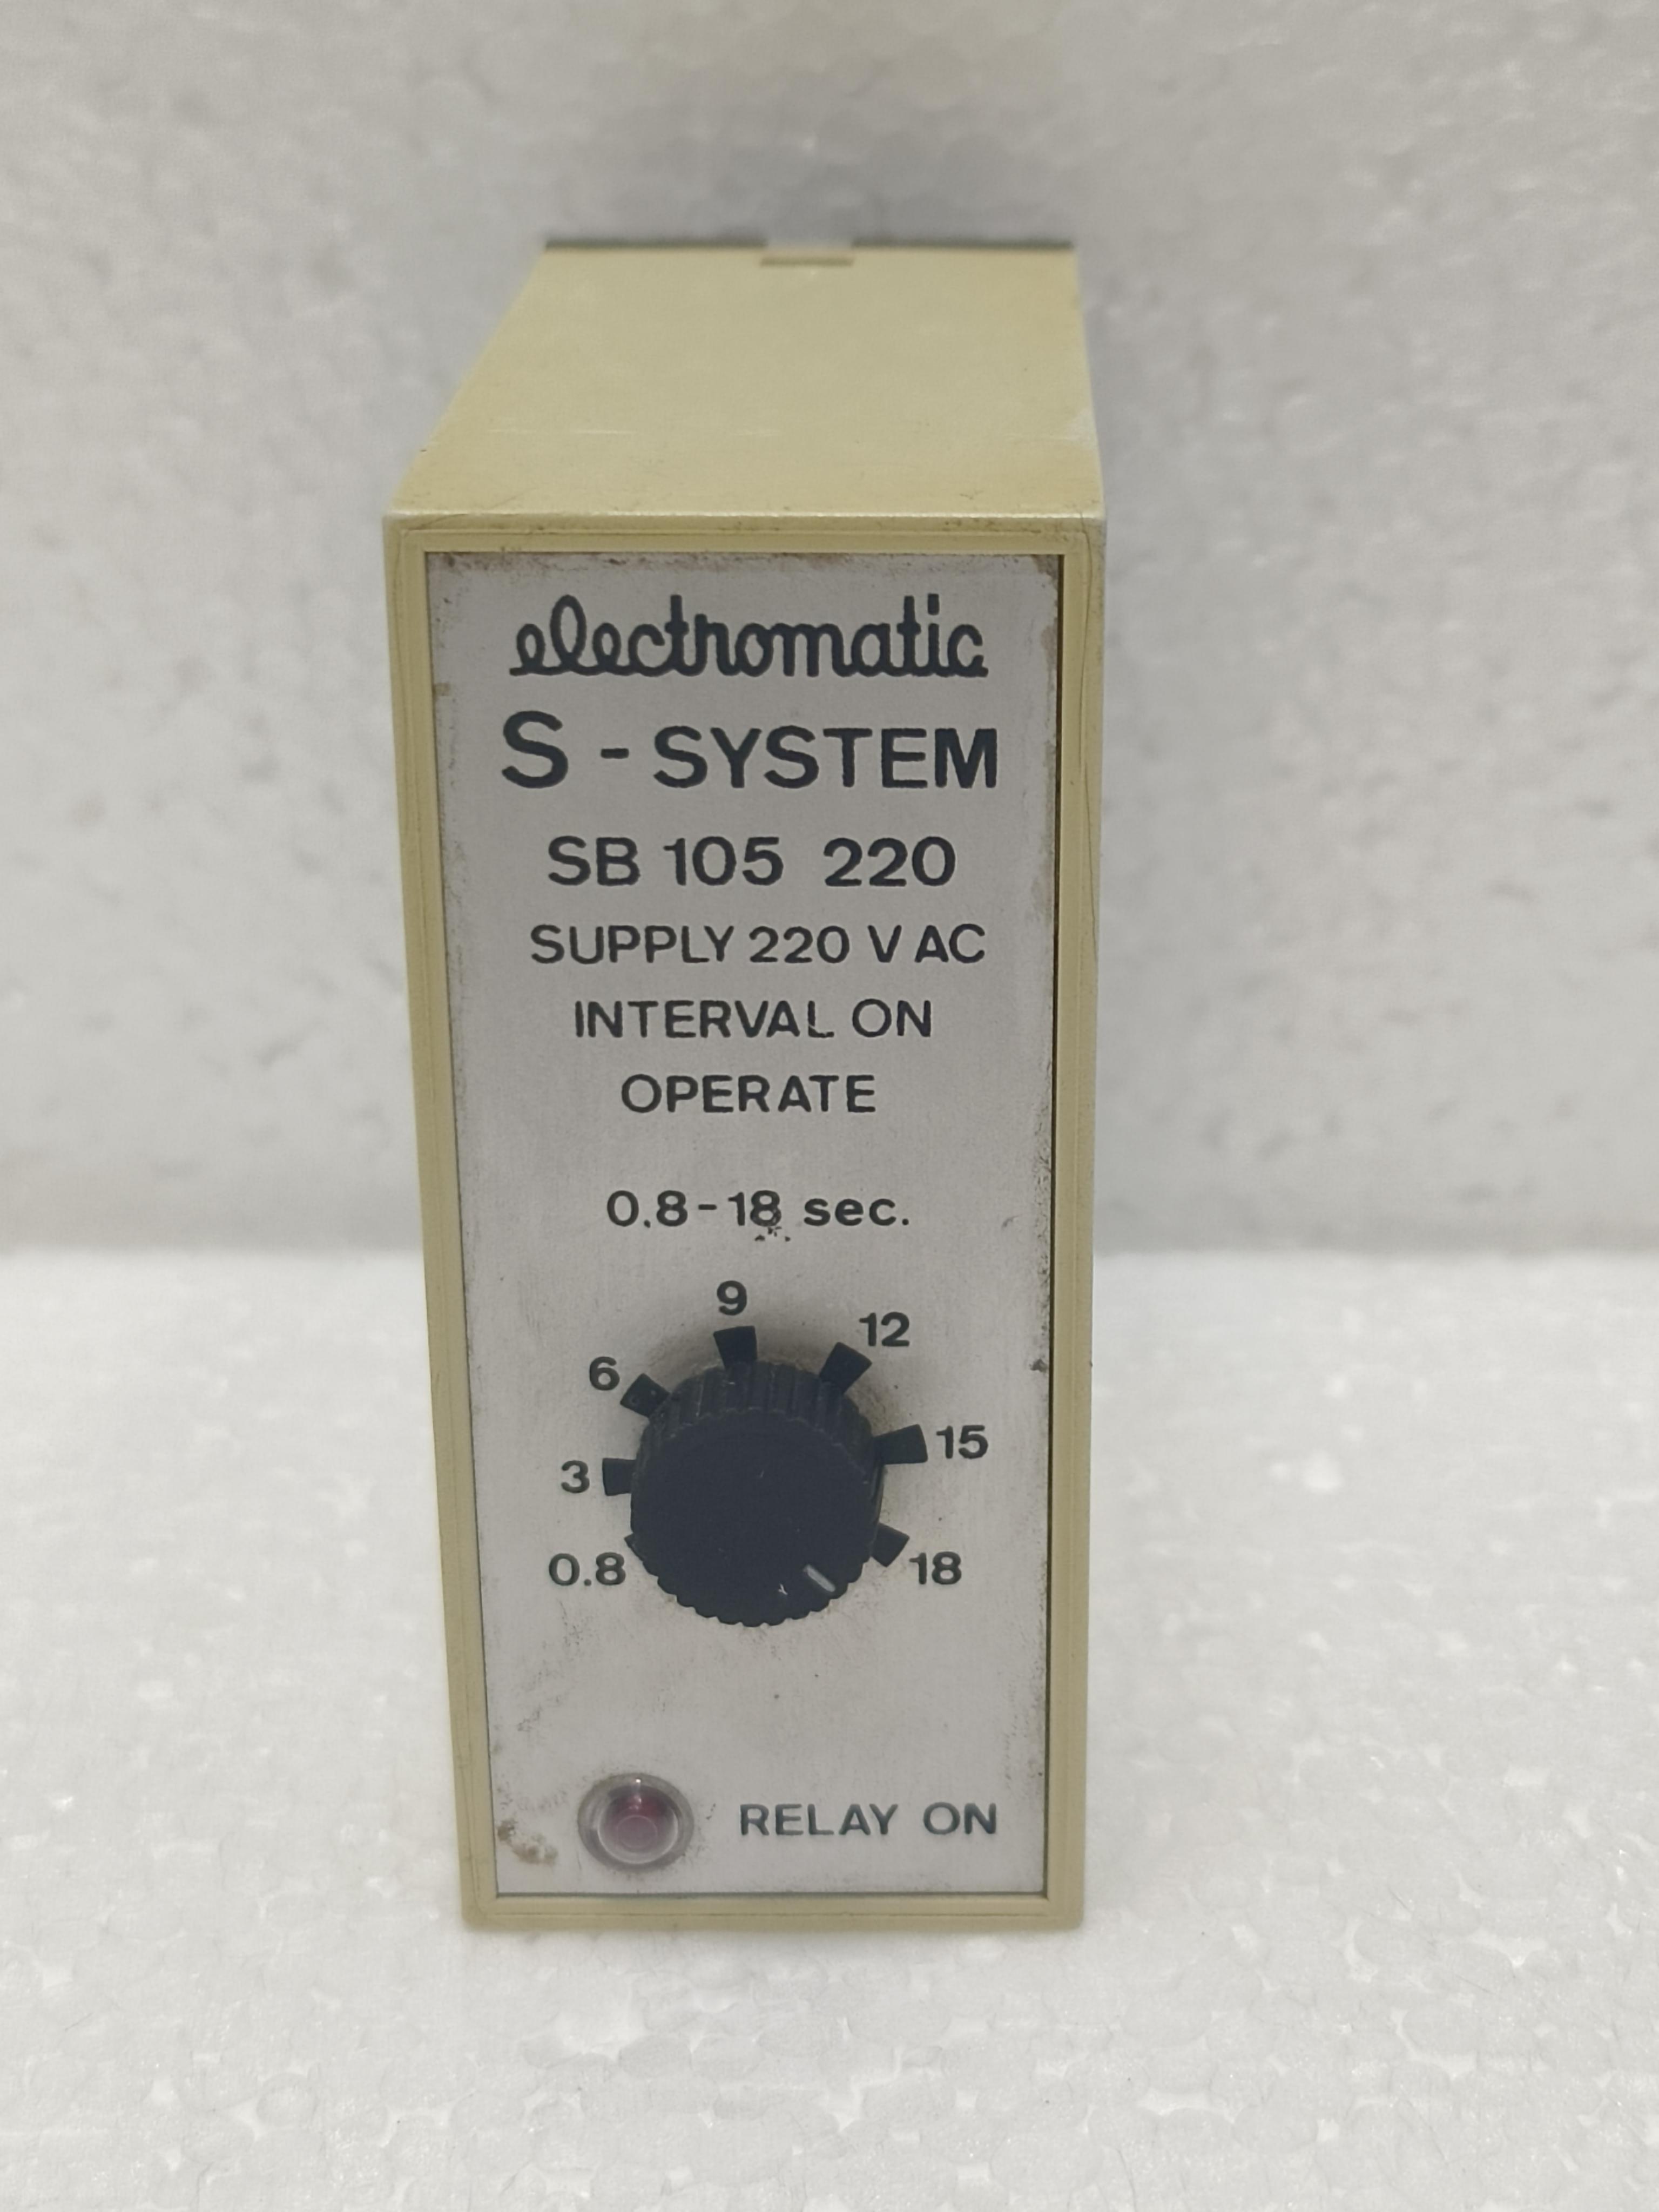 electromatic
S - SYSTEM
SB 105 220
SUPPLY 220 V AC
INTERVAL ON
OPERATE
0.8-18 sec.
9
12
6
15
3
0.8
18
RELAY ON